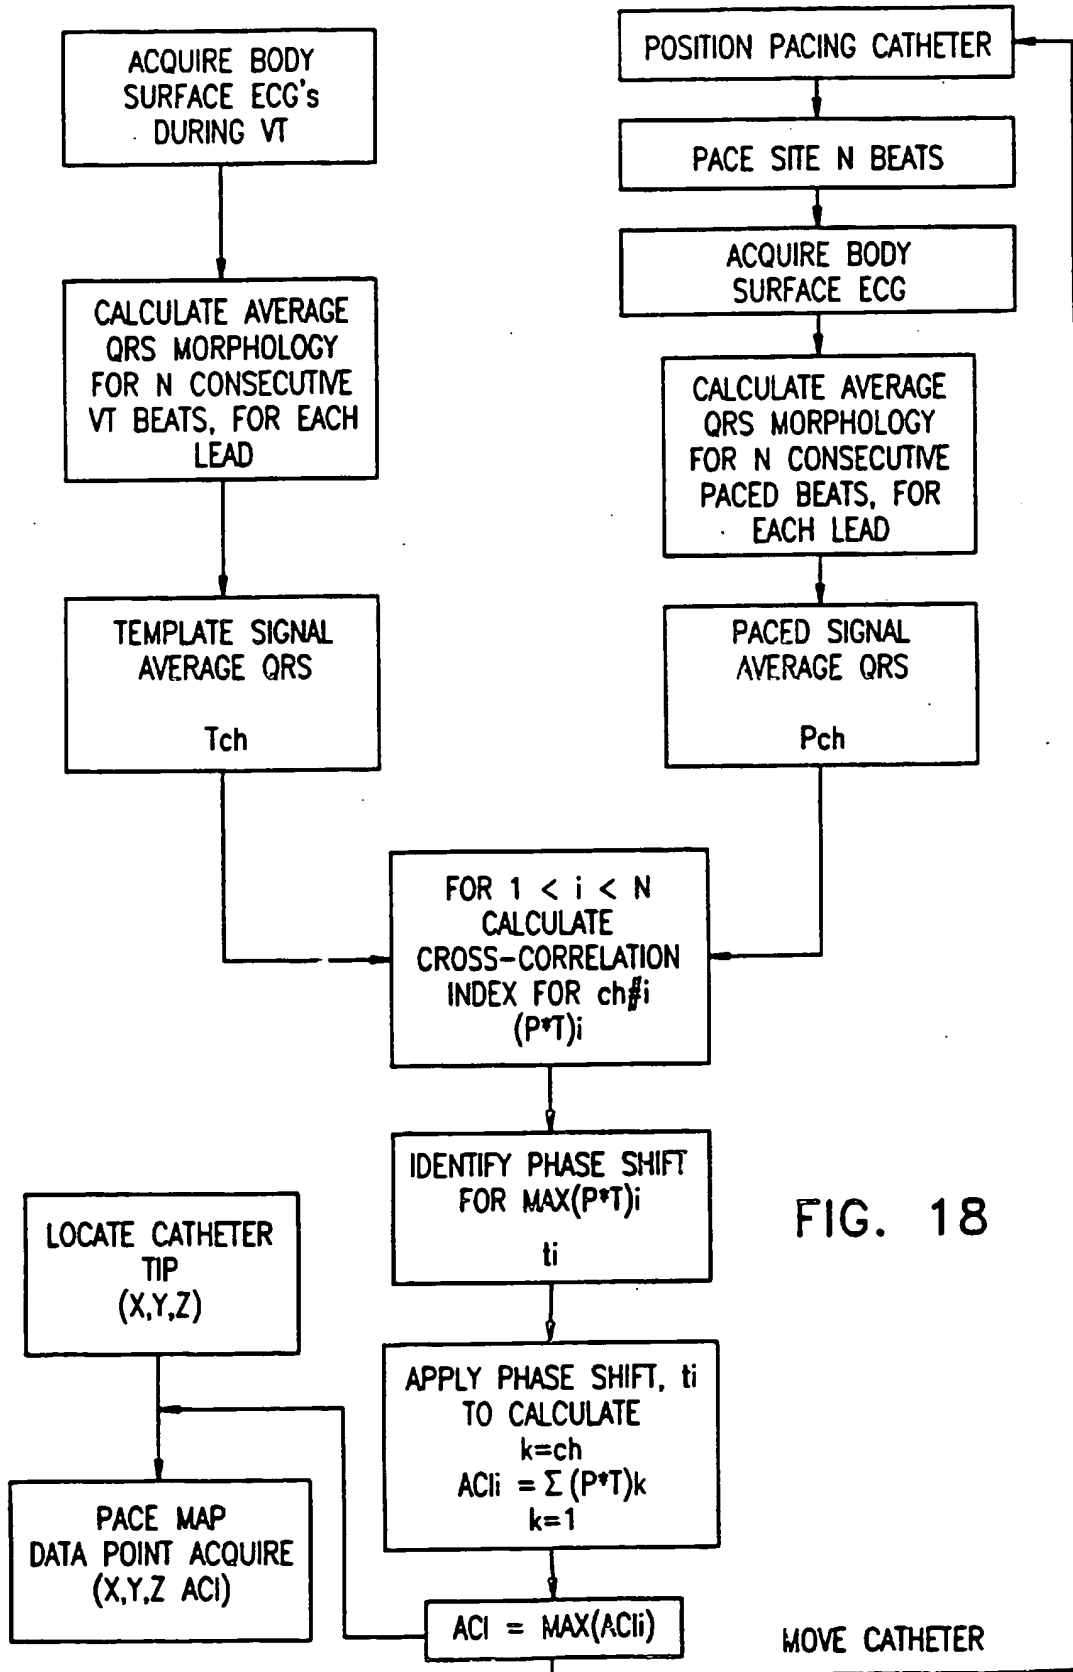 ACQUIRE BODY
SURFACE ECG's
DURING VT
CALCULATE AVERAGE
QRS MORPHOLOGY
FOR N CONSECUTIVE
VT BEATS, FOR EACH
LEAD
TEMPLATE SIGNAL
AVERAGE QRS
Tch
POSITION PACING CATHETER
PACE SITE N BEATS
ACQUIRE BODY
SURFACE ECG
CALCULATE AVERAGE
QRS MORPHOLOGY
FOR N CONSECUTIVE
PACED BEATS, FOR
EACH LEAD
PACED SIGNAL
AVERAGE QRS
Pch
FOR 1 < i < N
CALCULATE
CROSS-CORRELATION
INDEX FOR ch#i
(P*T)i
IDENTIFY PHASE SHIFT
FOR MAX(P*T)i
ti
FIG. 18
LOCATE CATHETER
TIP
(X,Y,Z)
APPLY PHASE SHIFT, ti
TO CALCULATE
k=ch
ACIi = Σ (P*T)k
k=1
PACE MAP
DATA POINT ACQUIRE
(X,Y,Z ACI)
ACI = MAX(ACIi)
MOVE CATHETER